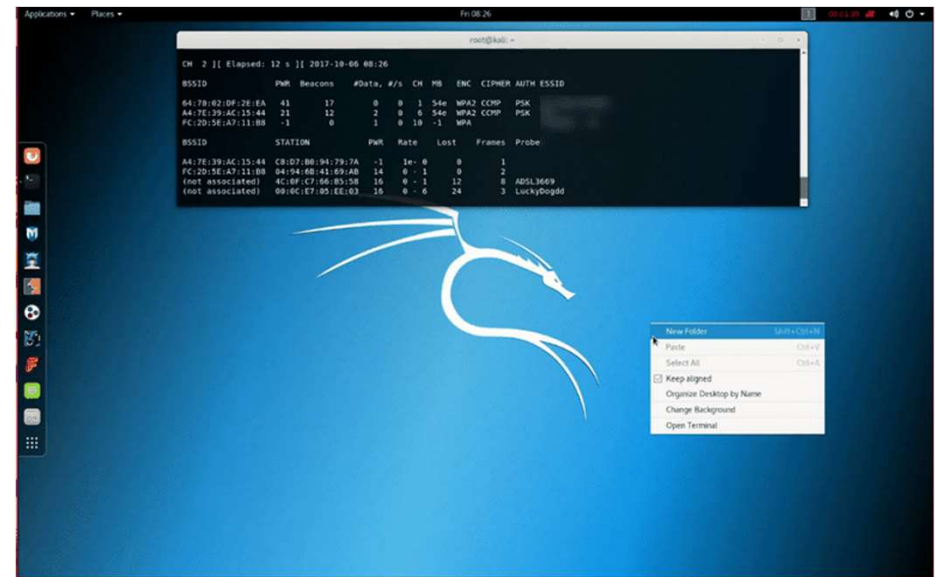 Applications Places Fri 08:26 1 00:01:35
root@kali: ~
CH 2 ][ Elapsed: 12 s ][ 2017-10-06 08:26
BSSID PWR Beacons #Data, #/s CH MB ENC CIPHER AUTH ESSID
64:70:02:DF:2E:EA 41 17 0 0 1 54e WPA2 CCMP PSK
A4:7E:39:AC:15:44 21 12 2 0 6 54e WPA2 CCMP PSK
FC:2D:5E:A7:11:B8 -1 0 1 0 10 -1 WPA
BSSID STATION PWR Rate Lost Frames Probe
A4:7E:39:AC:15:44 C8:D7:B0:94:79:7A -1 1e- 0 0 1
FC:2D:5E:A7:11:B8 04:94:6B:41:69:AB 14 0 - 1 0 2
(not associated) 4C:0F:C7:66:B5:58 16 0 - 1 12 8 ADSL3609
(not associated) 00:0C:E7:05:EE:03 16 0 - 6 24 3 LuckyDogdd
New Folder Shift+Ctrl+N
Paste Ctrl+V
Select All Ctrl+A
Keep aligned
Organize Desktop by Name
Change Background
Open Terminal